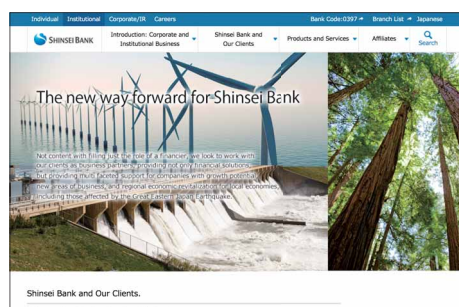 Individual Institutional Corporate/IR Careers Bank Code:0397 Branch List Japanese
SHINSEI BANK
Introduction: Corporate and
Institutional Business
Shinsei Bank and
Our Clients
Products and Services
Affiliates
Search
The new way forward for Shinsei Bank
Not content with filling just the role of a financier, we look to work with
our clients as business partners, providing not only financial solutions,
but providing multi faceted support for companies with growth potential,
new areas of business, and regional economic revitalization for local economies,
including those affected by the Great Eastern Japan Earthquake.
Shinsei Bank and Our Clients.